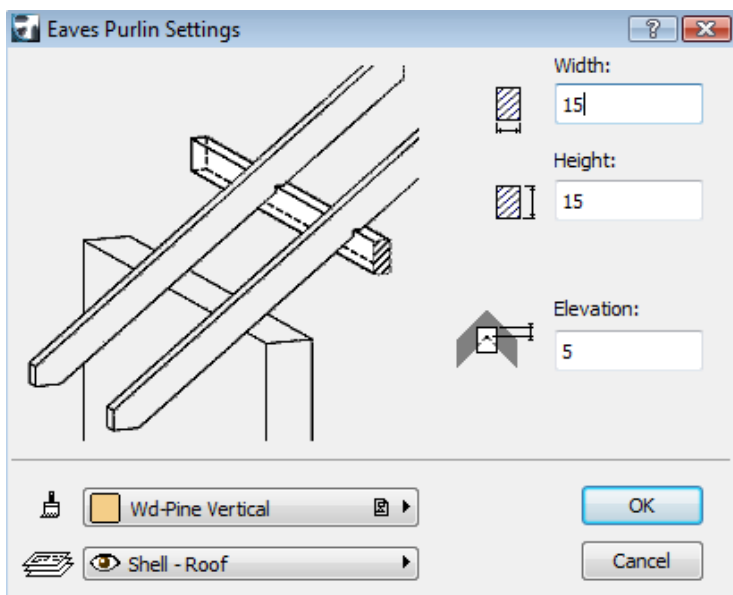 Eaves Purlin Settings
Width:
15
Height:
15
Elevation:
5
Wd-Pine Vertical
OK
Shell - Roof
Cancel